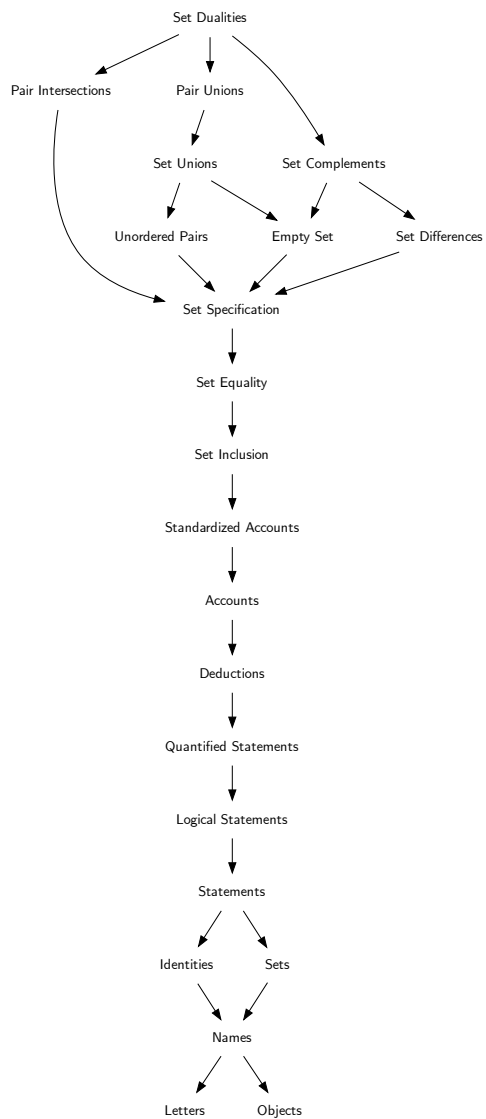 Set Dualities
Pair Intersections
Pair Unions
Set Unions
Set Complements
Unordered Pairs
Empty Set
Set Differences
Set Specification
Set Equality
Set Inclusion
Standardized Accounts
Accounts
Deductions
Quantified Statements
Logical Statements
Statements
Identities
Sets
Names
Letters
Objects